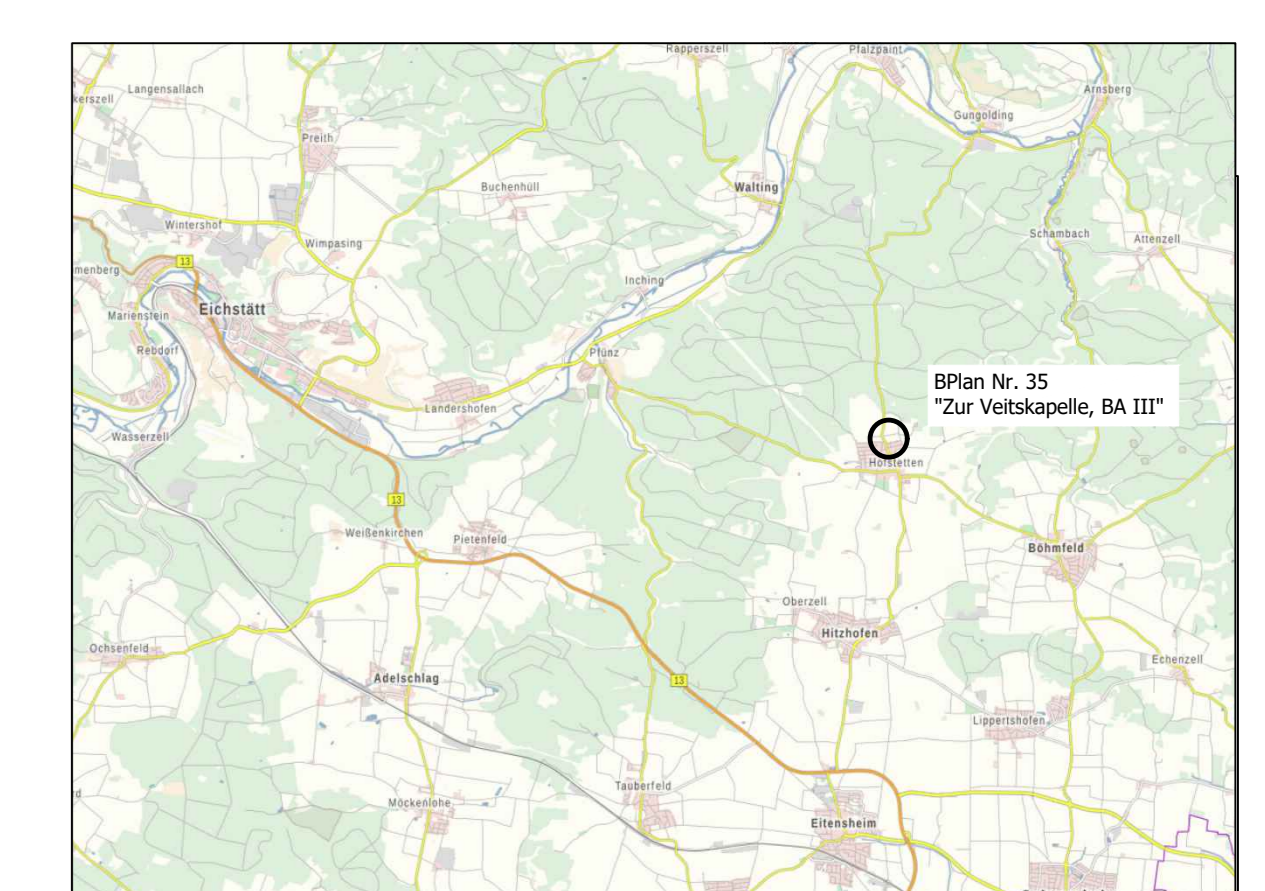 Rapperszell
Pfalzpaint
Langensallach
kerszell
Arnsberg
Gungolding
Preith
Buchenhüll
Walting
Wintershof
Wimpasing
Schambach
Attenzell
13
menberg
Inching
Eichstätt
Marienstein
Rebdorf
Pfünz
BPlan Nr. 35
"Zur Veitskapelle, BA III"
Landershofen
Wasserzell
Hofstetten
13
Weißenkirchen
Pietenfeld
Böhmfeld
Oberzell
Hitzhofen
Ochsenfeld
Echenzell
Adelschlag
13
Lippertshofen
Tauberfeld
Möckenlohe
Eitensheim